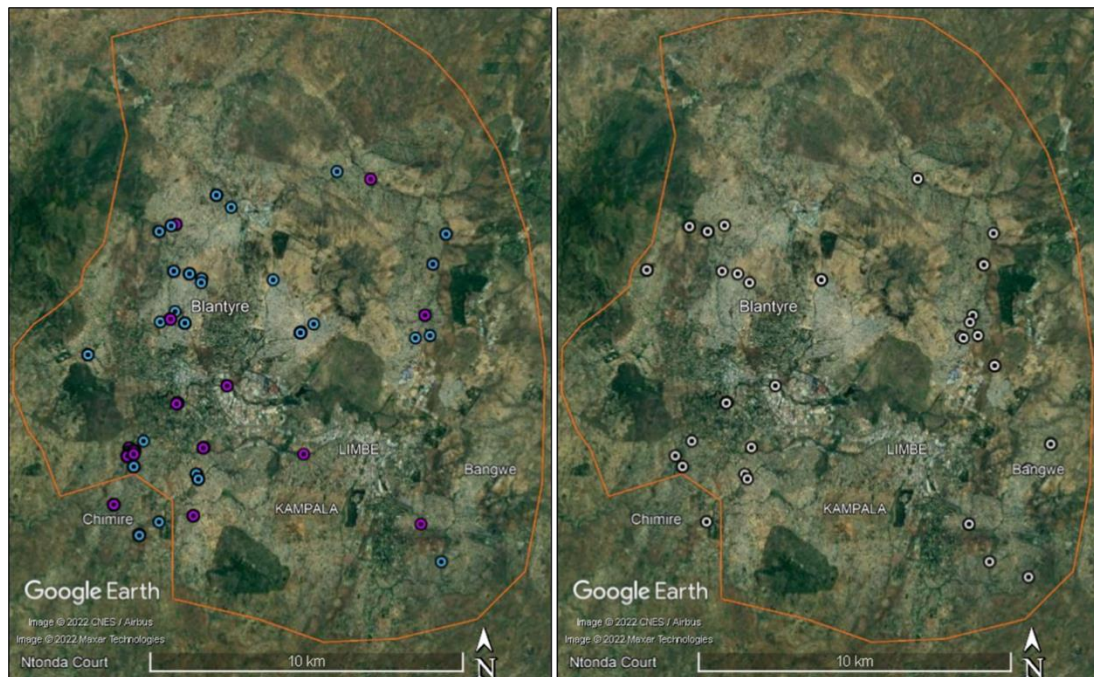 Blantyre
LIMBE
Bangwe
KAMPALA
Chimire
Google Earth
Image © 2022 CNES / Airbus
Image © 2022 Maxar Technologies
Ntonda Court
10 km
N
Blantyre
LIMBE
Bangwe
KAMPALA
Chimire
Google Earth
Image © 2022 CNES / Airbus
Image © 2022 Maxar Technologies
Ntonda Court
10 km
N